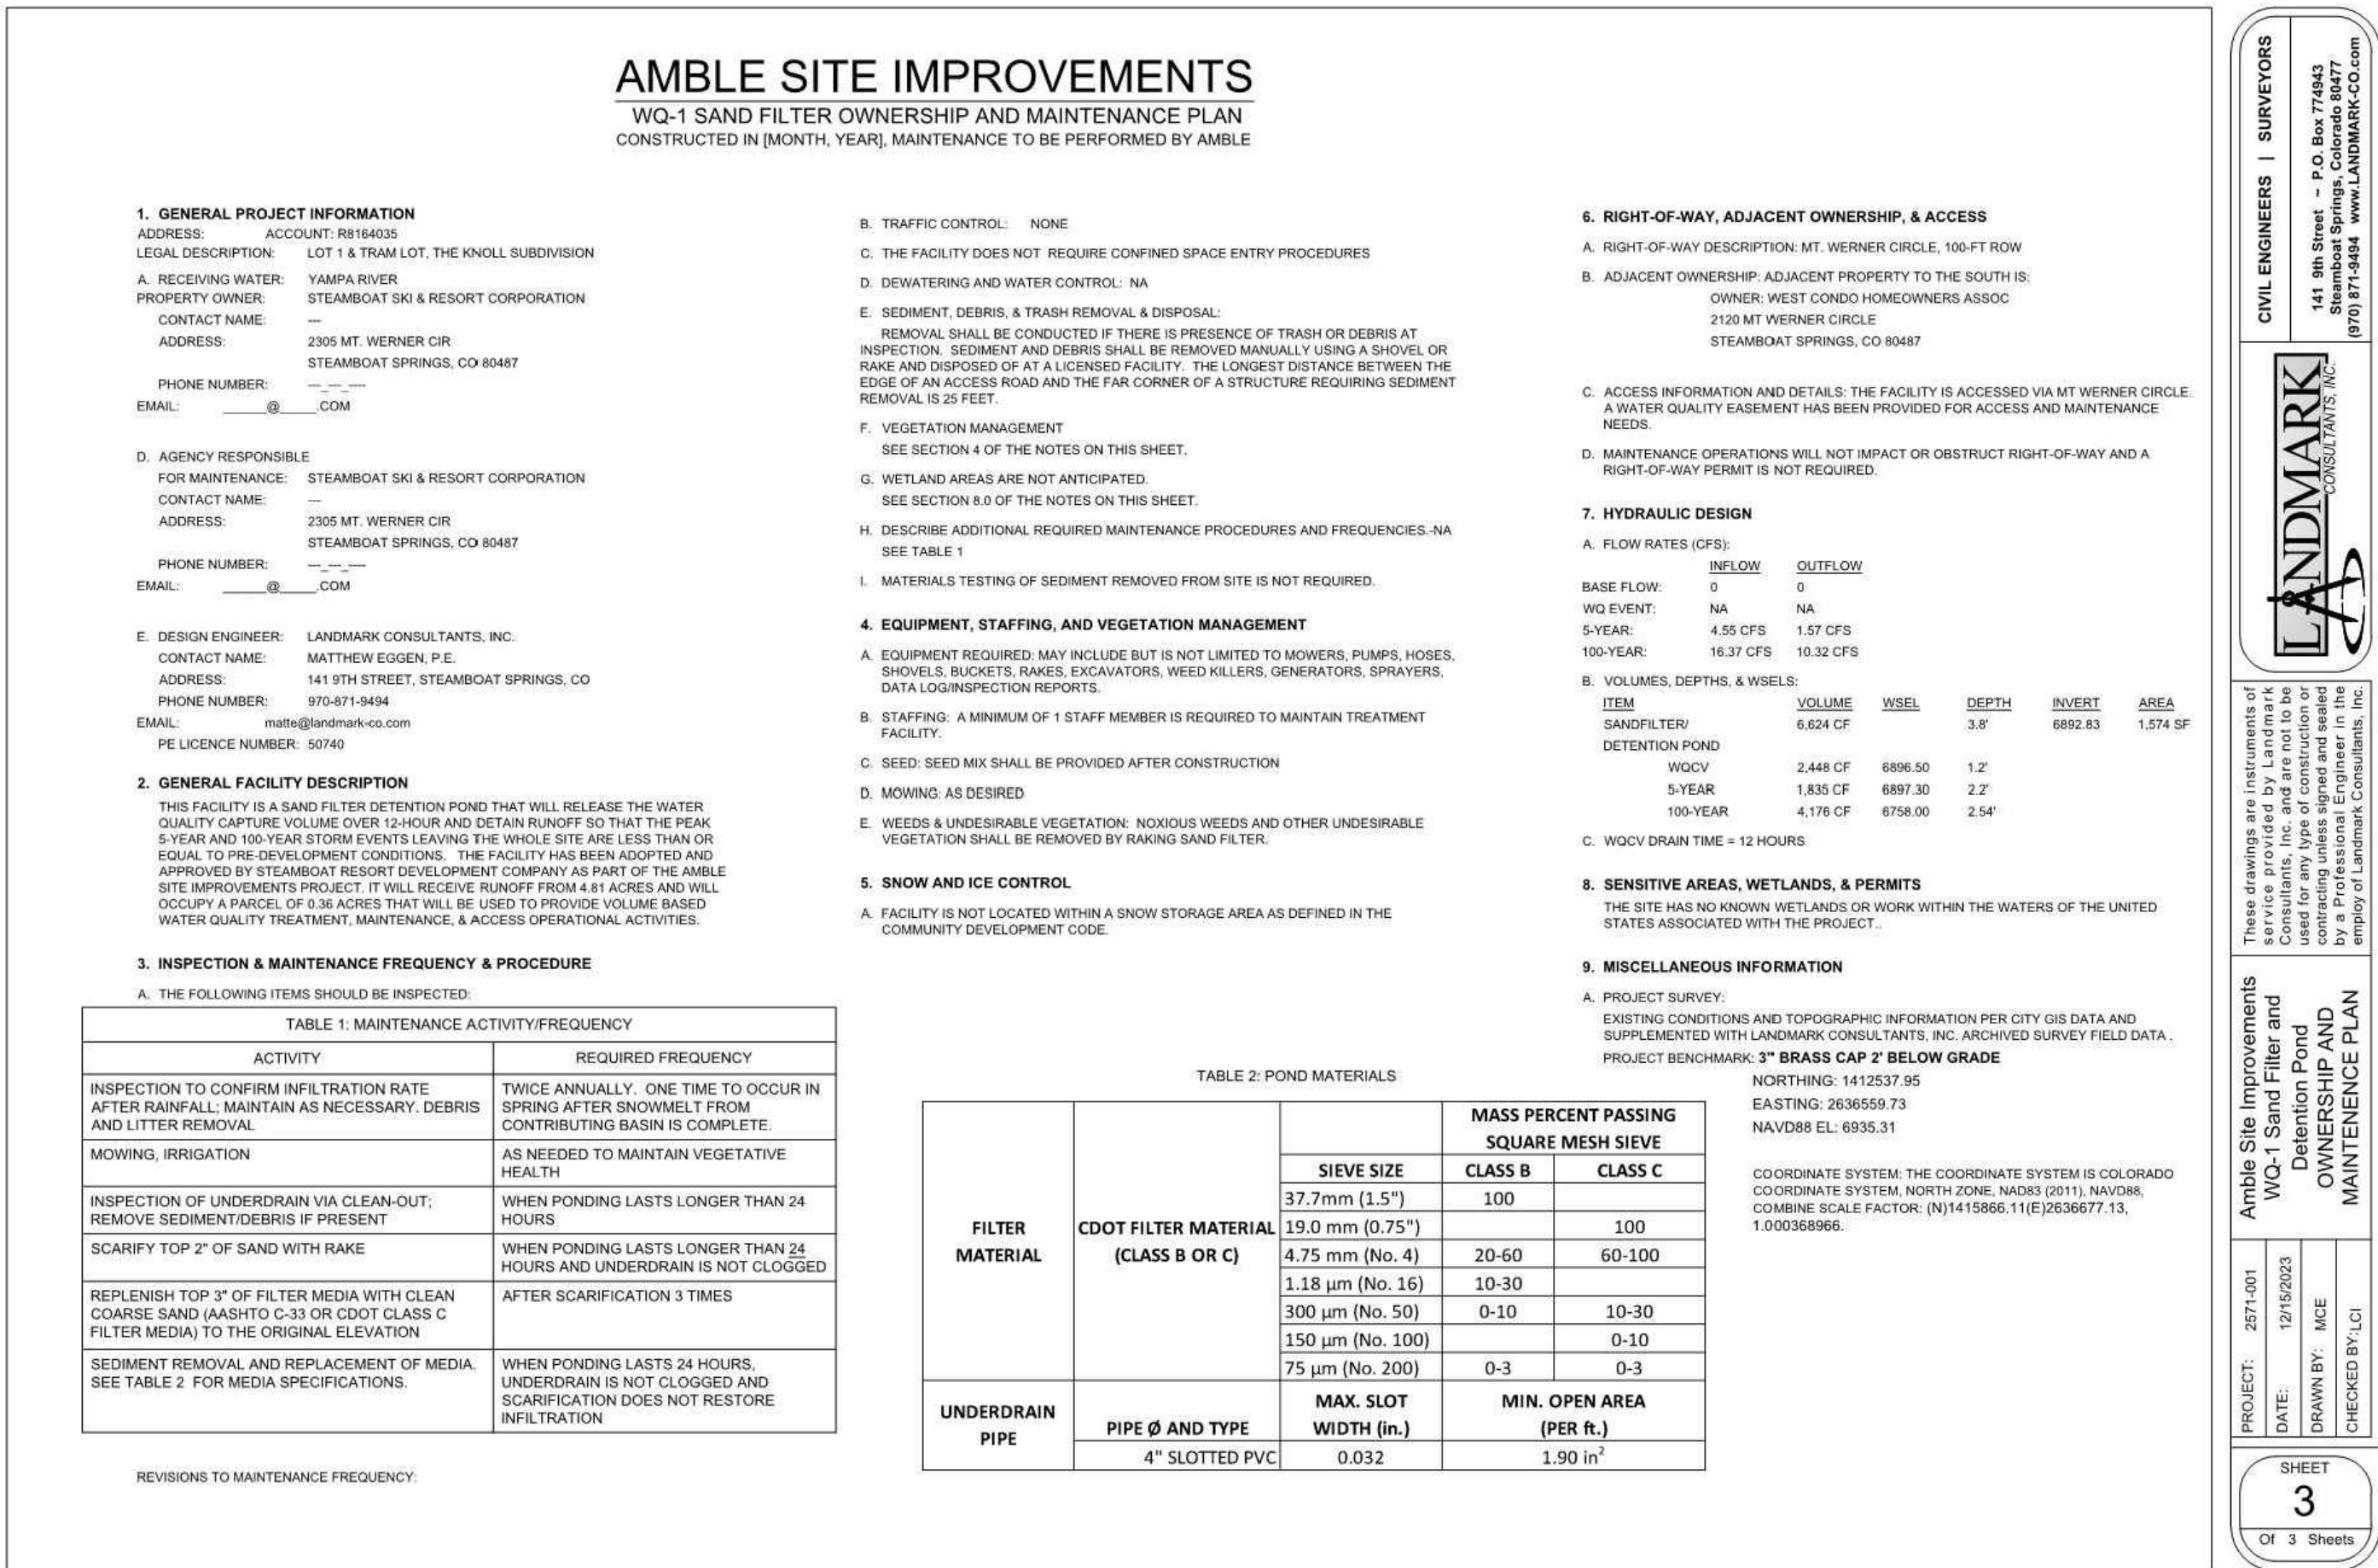 AMBLE SITE IMPROVEMENTS
WQ-1 SAND FILTER OWNERSHIP AND MAINTENANCE PLAN
CONSTRUCTED IN [MONTH, YEAR], MAINTENANCE TO BE PERFORMED BY AMBLE
1. GENERAL PROJECT INFORMATION
ADDRESS: ACCOUNT: R8164035
LEGAL DESCRIPTION: LOT 1 & TRAM LOT, THE KNOLL SUBDIVISION
A. RECEIVING WATER: YAMPA RIVER
PROPERTY OWNER: STEAMBOAT SKI & RESORT CORPORATION
CONTACT NAME: ---
ADDRESS: 2305 MT. WERNER CIR
STEAMBOAT SPRINGS, CO 80487
PHONE NUMBER: ---_---_----
EMAIL: ______@_____.COM
D. AGENCY RESPONSIBLE
FOR MAINTENANCE: STEAMBOAT SKI & RESORT CORPORATION
CONTACT NAME: ---
ADDRESS: 2305 MT. WERNER CIR
STEAMBOAT SPRINGS, CO 80487
PHONE NUMBER: ---_---_----
EMAIL: ______@_____.COM
E. DESIGN ENGINEER: LANDMARK CONSULTANTS, INC.
CONTACT NAME: MATTHEW EGGEN, P.E.
ADDRESS: 141 9TH STREET, STEAMBOAT SPRINGS, CO
PHONE NUMBER: 970-871-9494
EMAIL: matte@landmark-co.com
PE LICENCE NUMBER: 50740
2. GENERAL FACILITY DESCRIPTION
THIS FACILITY IS A SAND FILTER DETENTION POND THAT WILL RELEASE THE WATER
QUALITY CAPTURE VOLUME OVER 12-HOUR AND DETAIN RUNOFF SO THAT THE PEAK
5-YEAR AND 100-YEAR STORM EVENTS LEAVING THE WHOLE SITE ARE LESS THAN OR
EQUAL TO PRE-DEVELOPMENT CONDITIONS. THE FACILITY HAS BEEN ADOPTED AND
APPROVED BY STEAMBOAT RESORT DEVELOPMENT COMPANY AS PART OF THE AMBLE
SITE IMPROVEMENTS PROJECT. IT WILL RECEIVE RUNOFF FROM 4.81 ACRES AND WILL
OCCUPY A PARCEL OF 0.36 ACRES THAT WILL BE USED TO PROVIDE VOLUME BASED
WATER QUALITY TREATMENT, MAINTENANCE, & ACCESS OPERATIONAL ACTIVITIES.
3. INSPECTION & MAINTENANCE FREQUENCY & PROCEDURE
A. THE FOLLOWING ITEMS SHOULD BE INSPECTED:
TABLE 1: MAINTENANCE ACTIVITY/FREQUENCY
ACTIVITY REQUIRED FREQUENCY
INSPECTION TO CONFIRM INFILTRATION RATE
AFTER RAINFALL; MAINTAIN AS NECESSARY. DEBRIS
AND LITTER REMOVAL
TWICE ANNUALLY. ONE TIME TO OCCUR IN
SPRING AFTER SNOWMELT FROM
CONTRIBUTING BASIN IS COMPLETE.
MOWING, IRRIGATION
AS NEEDED TO MAINTAIN VEGETATIVE
HEALTH
INSPECTION OF UNDERDRAIN VIA CLEAN-OUT;
REMOVE SEDIMENT/DEBRIS IF PRESENT
WHEN PONDING LASTS LONGER THAN 24
HOURS
SCARIFY TOP 2" OF SAND WITH RAKE
WHEN PONDING LASTS LONGER THAN 24
HOURS AND UNDERDRAIN IS NOT CLOGGED
REPLENISH TOP 3" OF FILTER MEDIA WITH CLEAN
COARSE SAND (AASHTO C-33 OR CDOT CLASS C
FILTER MEDIA) TO THE ORIGINAL ELEVATION
AFTER SCARIFICATION 3 TIMES
SEDIMENT REMOVAL AND REPLACEMENT OF MEDIA.
SEE TABLE 2 FOR MEDIA SPECIFICATIONS.
WHEN PONDING LASTS 24 HOURS,
UNDERDRAIN IS NOT CLOGGED AND
SCARIFICATION DOES NOT RESTORE
INFILTRATION
REVISIONS TO MAINTENANCE FREQUENCY:
B. TRAFFIC CONTROL: NONE
C. THE FACILITY DOES NOT REQUIRE CONFINED SPACE ENTRY PROCEDURES
D. DEWATERING AND WATER CONTROL: NA
E. SEDIMENT, DEBRIS, & TRASH REMOVAL & DISPOSAL:
REMOVAL SHALL BE CONDUCTED IF THERE IS PRESENCE OF TRASH OR DEBRIS AT
INSPECTION. SEDIMENT AND DEBRIS SHALL BE REMOVED MANUALLY USING A SHOVEL OR
RAKE AND DISPOSED OF AT A LICENSED FACILITY. THE LONGEST DISTANCE BETWEEN THE
EDGE OF AN ACCESS ROAD AND THE FAR CORNER OF A STRUCTURE REQUIRING SEDIMENT
REMOVAL IS 25 FEET.
F. VEGETATION MANAGEMENT
SEE SECTION 4 OF THE NOTES ON THIS SHEET.
G. WETLAND AREAS ARE NOT ANTICIPATED.
SEE SECTION 8.0 OF THE NOTES ON THIS SHEET.
H. DESCRIBE ADDITIONAL REQUIRED MAINTENANCE PROCEDURES AND FREQUENCIES.-NA
SEE TABLE 1
I. MATERIALS TESTING OF SEDIMENT REMOVED FROM SITE IS NOT REQUIRED.
4. EQUIPMENT, STAFFING, AND VEGETATION MANAGEMENT
A. EQUIPMENT REQUIRED: MAY INCLUDE BUT IS NOT LIMITED TO MOWERS, PUMPS, HOSES,
SHOVELS, BUCKETS, RAKES, EXCAVATORS, WEED KILLERS, GENERATORS, SPRAYERS,
DATA LOG/INSPECTION REPORTS.
B. STAFFING: A MINIMUM OF 1 STAFF MEMBER IS REQUIRED TO MAINTAIN TREATMENT
FACILITY.
C. SEED: SEED MIX SHALL BE PROVIDED AFTER CONSTRUCTION
D. MOWING: AS DESIRED
E. WEEDS & UNDESIRABLE VEGETATION: NOXIOUS WEEDS AND OTHER UNDESIRABLE
VEGETATION SHALL BE REMOVED BY RAKING SAND FILTER.
5. SNOW AND ICE CONTROL
A. FACILITY IS NOT LOCATED WITHIN A SNOW STORAGE AREA AS DEFINED IN THE
COMMUNITY DEVELOPMENT CODE.
TABLE 2: POND MATERIALS
MASS PERCENT PASSING
SQUARE MESH SIEVE
SIEVE SIZE CLASS B CLASS C
FILTER
MATERIAL
CDOT FILTER MATERIAL
(CLASS B OR C)
37.7mm (1.5") 100
19.0 mm (0.75") 100
4.75 mm (No. 4) 20-60 60-100
1.18 µm (No. 16) 10-30
300 µm (No. 50) 0-10 10-30
150 µm (No. 100) 0-10
75 µm (No. 200) 0-3 0-3
UNDERDRAIN
PIPE
PIPE Ø AND TYPE
MAX. SLOT
WIDTH (in.)
MIN. OPEN AREA
(PER ft.)
4" SLOTTED PVC 0.032 1.90 in²
6. RIGHT-OF-WAY, ADJACENT OWNERSHIP, & ACCESS
A. RIGHT-OF-WAY DESCRIPTION: MT. WERNER CIRCLE, 100-FT ROW
B. ADJACENT OWNERSHIP: ADJACENT PROPERTY TO THE SOUTH IS:
OWNER: WEST CONDO HOMEOWNERS ASSOC
2120 MT WERNER CIRCLE
STEAMBOAT SPRINGS, CO 80487
C. ACCESS INFORMATION AND DETAILS: THE FACILITY IS ACCESSED VIA MT WERNER CIRCLE.
A WATER QUALITY EASEMENT HAS BEEN PROVIDED FOR ACCESS AND MAINTENANCE
NEEDS.
D. MAINTENANCE OPERATIONS WILL NOT IMPACT OR OBSTRUCT RIGHT-OF-WAY AND A
RIGHT-OF-WAY PERMIT IS NOT REQUIRED.
7. HYDRAULIC DESIGN
A. FLOW RATES (CFS):
INFLOW OUTFLOW
BASE FLOW: 0 0
WQ EVENT: NA NA
5-YEAR: 4.55 CFS 1.57 CFS
100-YEAR: 16.37 CFS 10.32 CFS
B. VOLUMES, DEPTHS, & WSELS:
ITEM VOLUME WSEL DEPTH INVERT AREA
SANDFILTER/ 6,624 CF 3.8' 6892.83 1,574 SF
DETENTION POND
WQCV 2,448 CF 6896.50 1.2'
5-YEAR 1,835 CF 6897.30 2.2'
100-YEAR 4,176 CF 6758.00 2.54'
C. WQCV DRAIN TIME = 12 HOURS
8. SENSITIVE AREAS, WETLANDS, & PERMITS
THE SITE HAS NO KNOWN WETLANDS OR WORK WITHIN THE WATERS OF THE UNITED
STATES ASSOCIATED WITH THE PROJECT..
9. MISCELLANEOUS INFORMATION
A. PROJECT SURVEY:
EXISTING CONDITIONS AND TOPOGRAPHIC INFORMATION PER CITY GIS DATA AND
SUPPLEMENTED WITH LANDMARK CONSULTANTS, INC. ARCHIVED SURVEY FIELD DATA .
PROJECT BENCHMARK: 3'" BRASS CAP 2' BELOW GRADE
NORTHING: 1412537.95
EASTING: 2636559.73
NAVD88 EL: 6935.31
COORDINATE SYSTEM: THE COORDINATE SYSTEM IS COLORADO
COORDINATE SYSTEM, NORTH ZONE, NAD83 (2011), NAVD88,
COMBINE SCALE FACTOR: (N)1415866.11(E)2636677.13,
1.000368966.
CIVIL ENGINEERS | SURVEYORS
141 9th Street ~ P.O. Box 774943
Steamboat Springs, Colorado 80477
(970) 871-9494 www.LANDMARK-CO.com
LANDMARK
CONSULTANTS, INC.
These drawings are instruments of
service provided by Landmark
Consultants, Inc. and are not to be
used for any type of construction or
contracting unless signed and sealed
by a Professional Engineer in the
employ of Landmark Consultants, Inc.
Amble Site Improvements
WQ-1 Sand Filter and
Detention Pond
OWNERSHIP AND
MAINTENENCE PLAN
PROJECT: 2571-001
DATE: 12/15/2023
DRAWN BY: MCE
CHECKED BY:LCI
SHEET
3
Of 3 Sheets